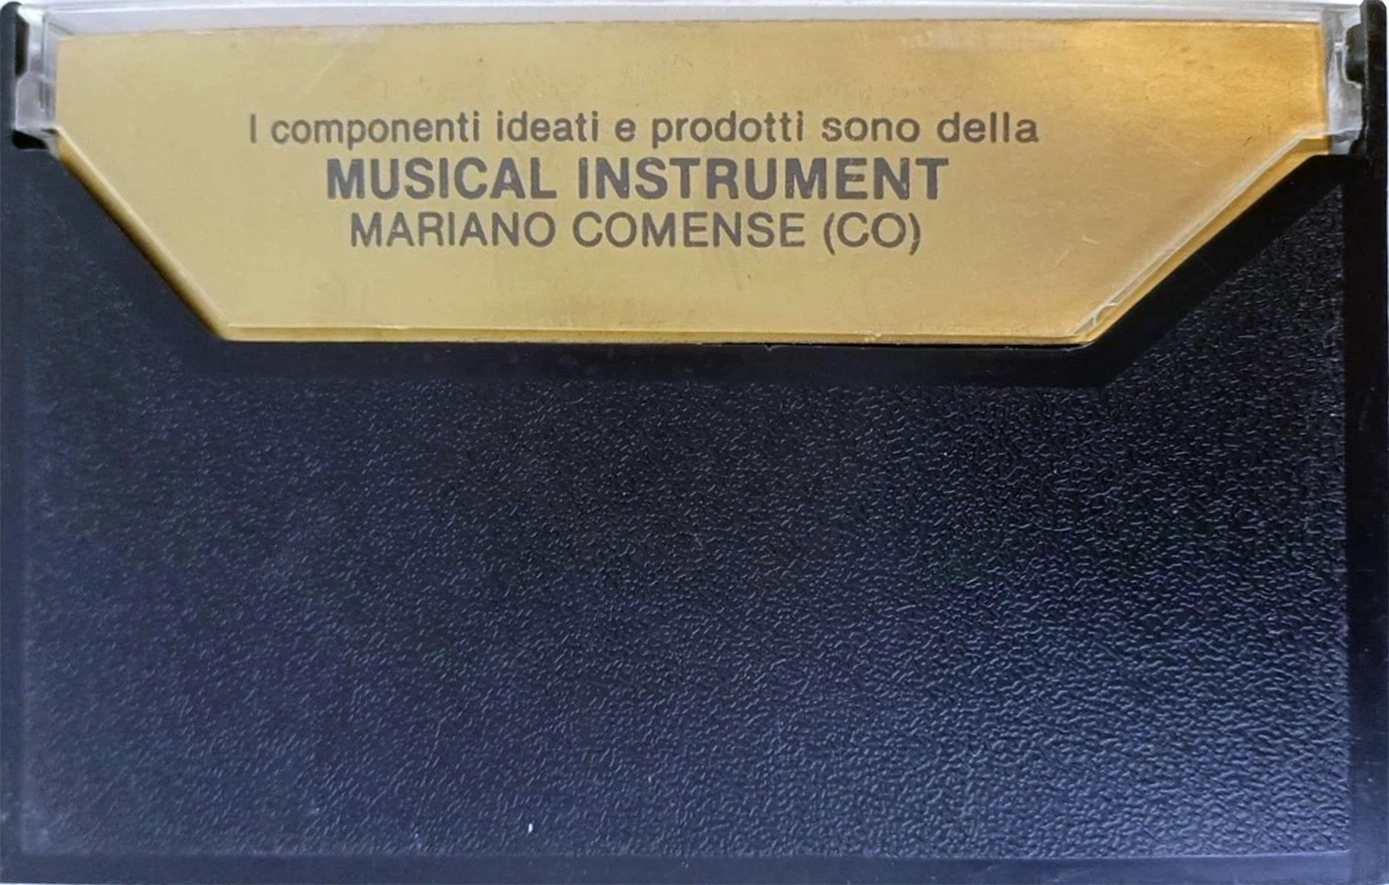 I componenti ideati e prodotti sono della
MUSICAL INSTRUMENT
MARIANO COMENSE (CO)